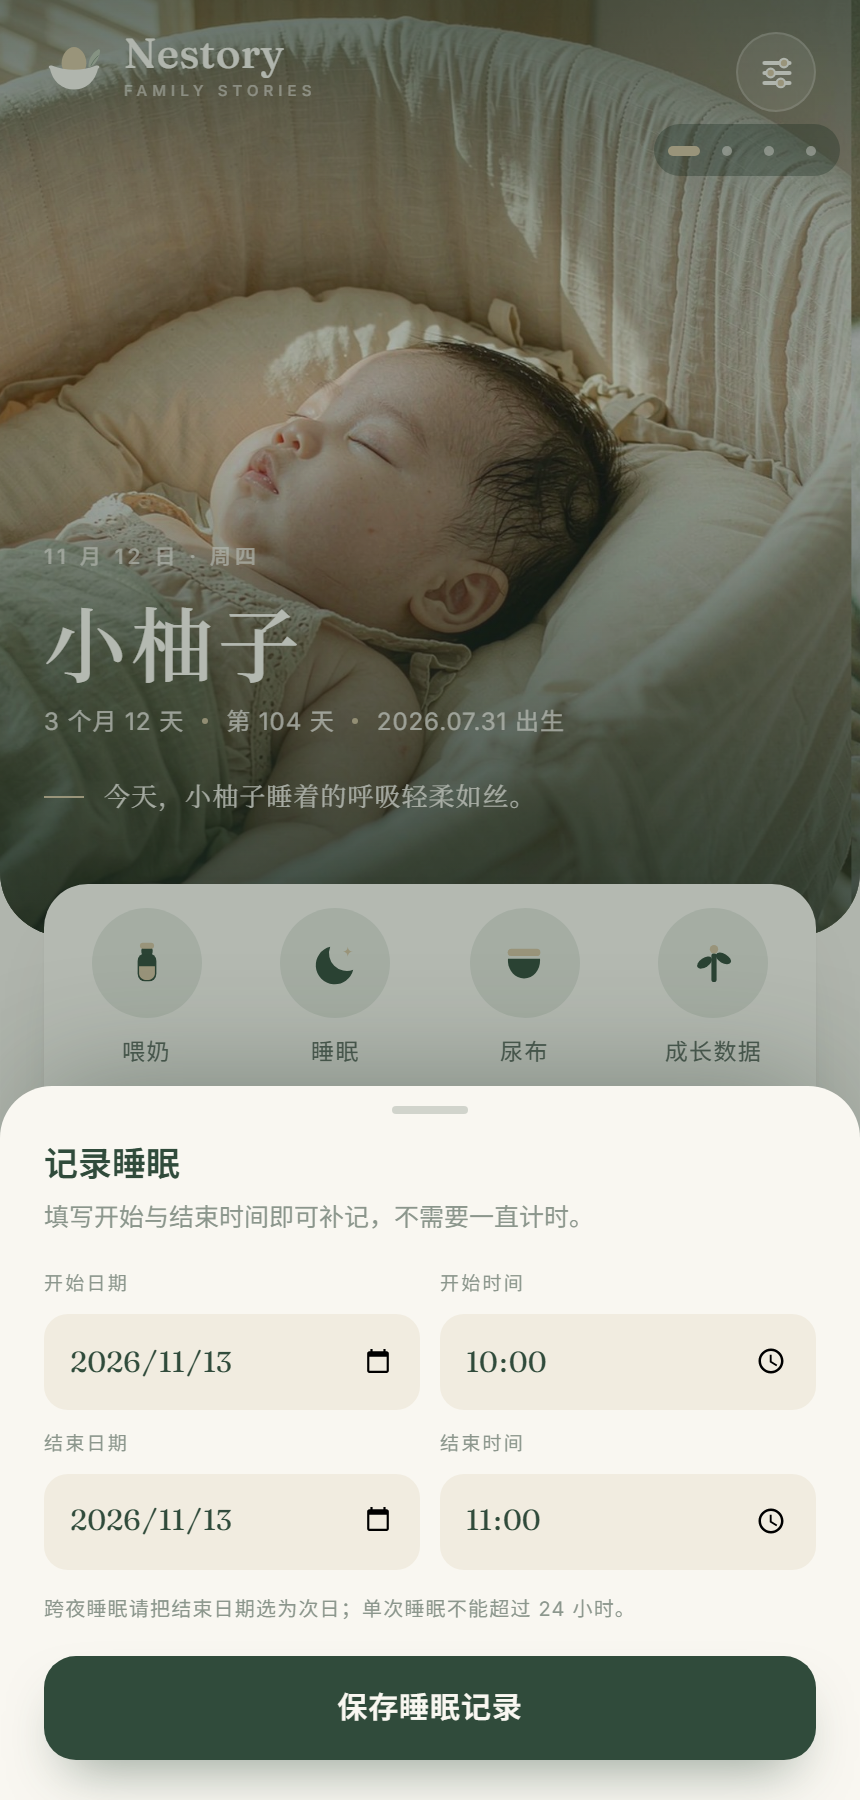 Nestory
FAMILY STORIES
11 月 12 日 · 周四
小柚子
3 个月 12 天 • 第 104 天 • 2026.07.31 出生
今天，小柚子睡着的呼吸轻柔如丝。
喂奶 睡眠 尿布 成长数据
记录睡眠
填写开始与结束时间即可补记，不需要一直计时。
开始日期 开始时间
2026/11/13 10:00
结束日期 结束时间
2026/11/13 11:00
跨夜睡眠请把结束日期选为次日；单次睡眠不能超过 24 小时。
保存睡眠记录